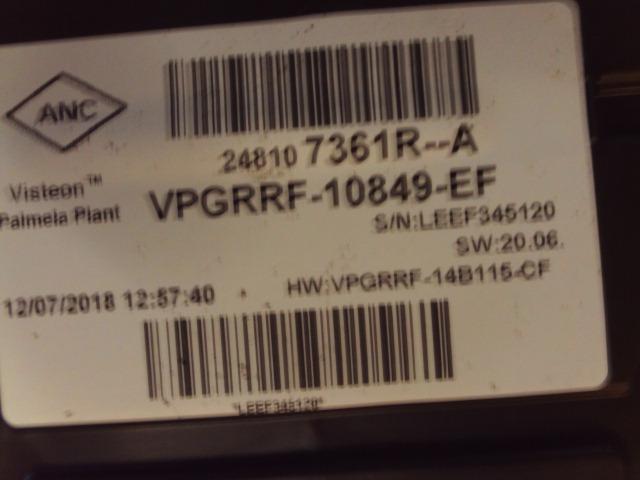 ANC
24810 7361R--A
Visteon™
Palmela Plant
VPGRRF-10849-EF
S/N:LEEF345120
SW:20.06.
HW:VPGRRF-14B115-CF
12/07/2018 12:57:40
*LEEF345120*